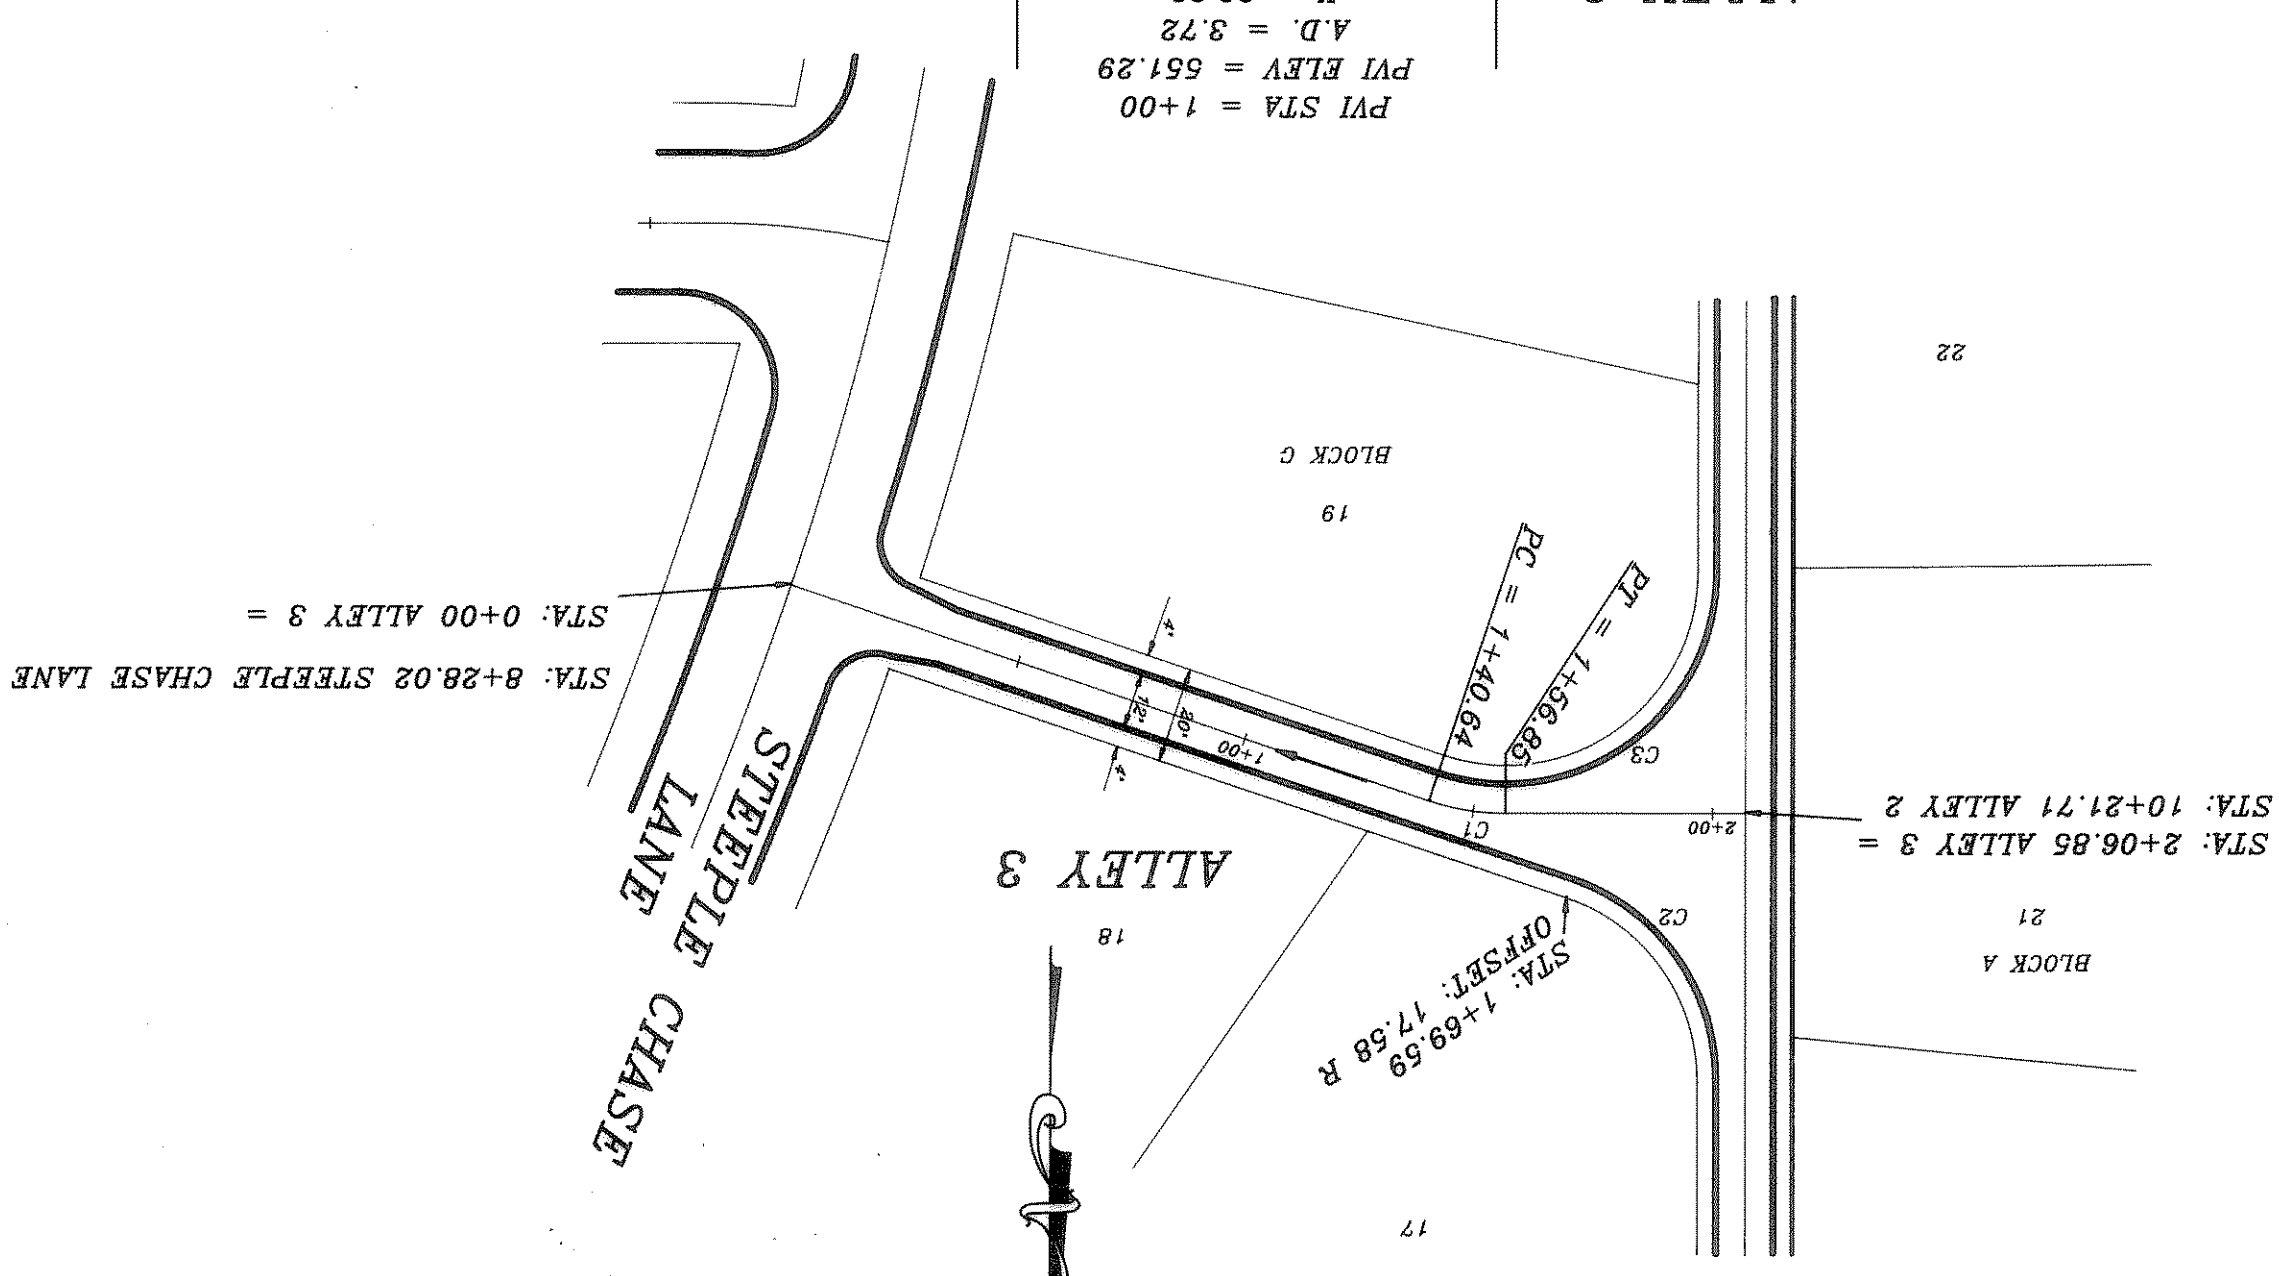 17
STA: 1+69.59
OFFSET: 17.58 R
BLOCK A
21
C2
18
ALLEY 3
STEEPLE CHASE
LANE
STA: 2+06.85 ALLEY 3 =
STA: 10+21.71 ALLEY 2
2+00
C1
C3
1+00
PT = 1+56.85
PC = 1+40.64
4'
20'
12'
4'
STA: 8+28.02 STEEPLE CHASE LANE
STA: 0+00 ALLEY 3 =
19
BLOCK G
22
PVI STA = 1+00
PVI ELEV = 551.29
A.D. = 3.72